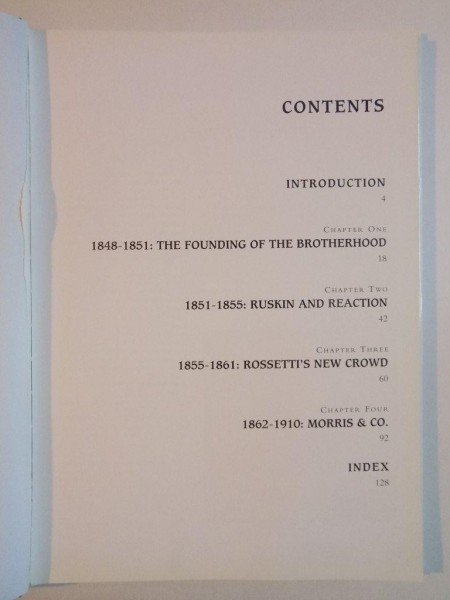 CONTENTS
INTRODUCTION
4
CHAPTER ONE
1848-1851: THE FOUNDING OF THE BROTHERHOOD
18
CHAPTER TWO
1851-1855: RUSKIN AND REACTION
42
CHAPTER THREE
1855-1861: ROSSETTI'S NEW CROWD
60
CHAPTER FOUR
1862-1910: MORRIS & CO.
92
INDEX
128